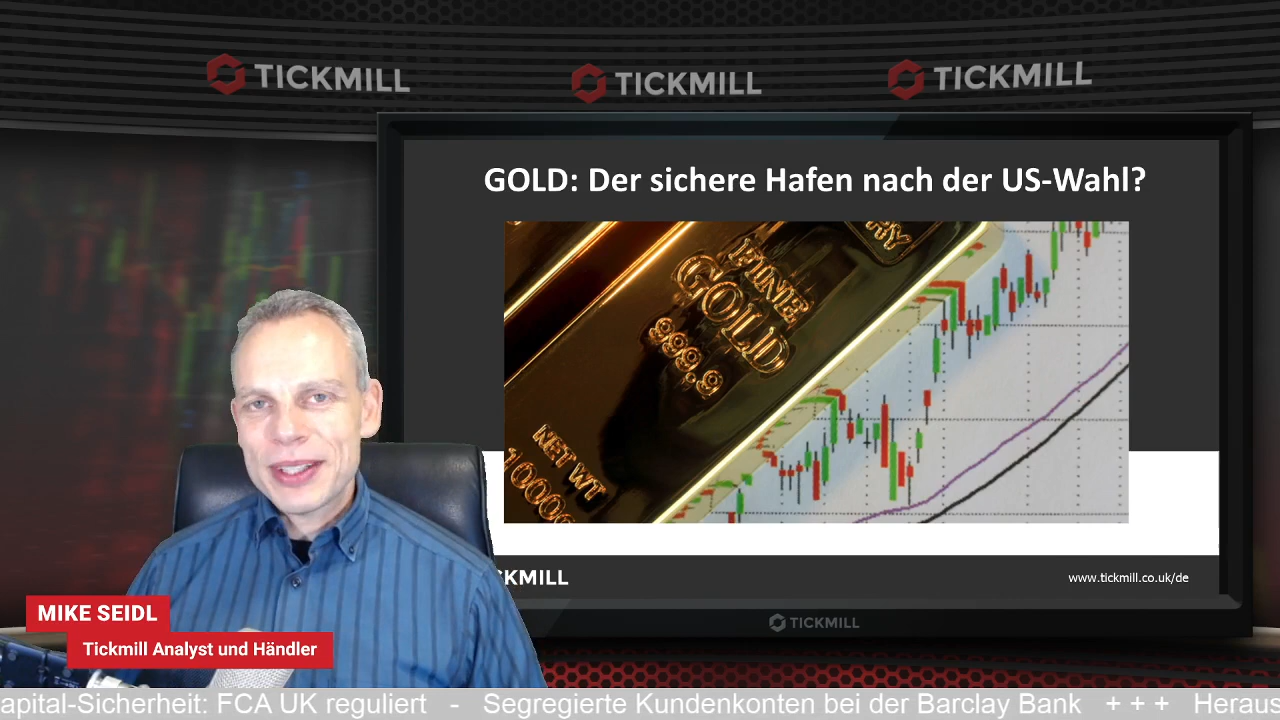 TICKMILL
TICKMILL
TICKMILL
GOLD: Der sichere Hafen nach der US-Wahl?
FINE
GOLD
999.9
NET WT
1000G
CKMILL
www.tickmill.co.uk/de
TICKMILL
MIKE SEIDL
Tickmill Analyst und Händler
apital-Sicherheit: FCA UK reguliert - Segregierte Kundenkonten bei der Barclay Bank + + + Heraus